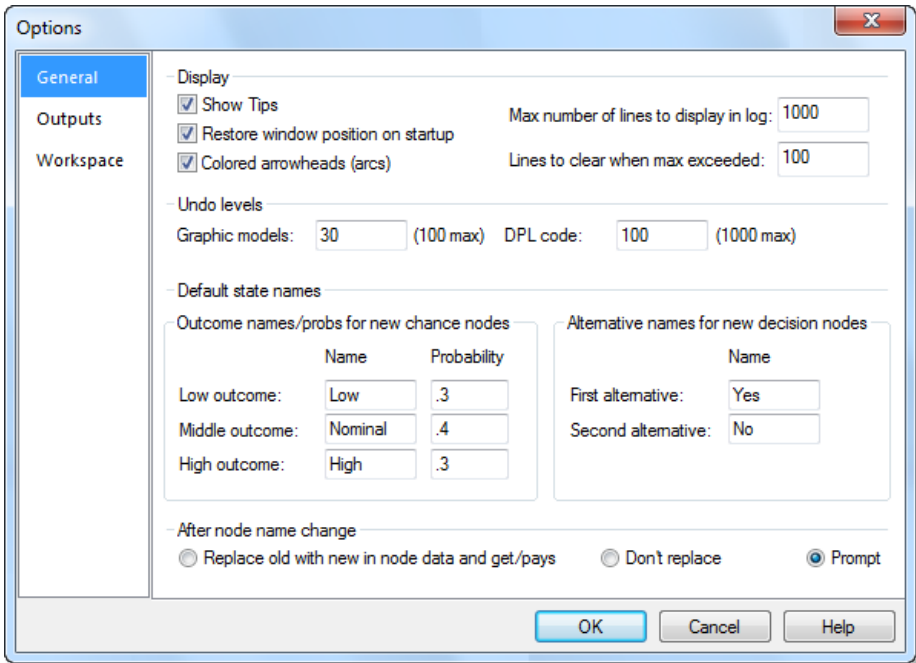 Options
General
Outputs
Workspace
Display
Show Tips
Restore window position on startup
Colored arrowheads (arcs)
Max number of lines to display in log: 1000
Lines to clear when max exceeded: 100
Undo levels
Graphic models: 30 (100 max) DPL code: 100 (1000 max)
Default state names
Outcome names/probs for new chance nodes
Name Probability
Low outcome: Low .3
Middle outcome: Nominal .4
High outcome: High .3
Alternative names for new decision nodes
Name
First alternative: Yes
Second alternative: No
After node name change
Replace old with new in node data and get/pays Don't replace Prompt
OK Cancel Help